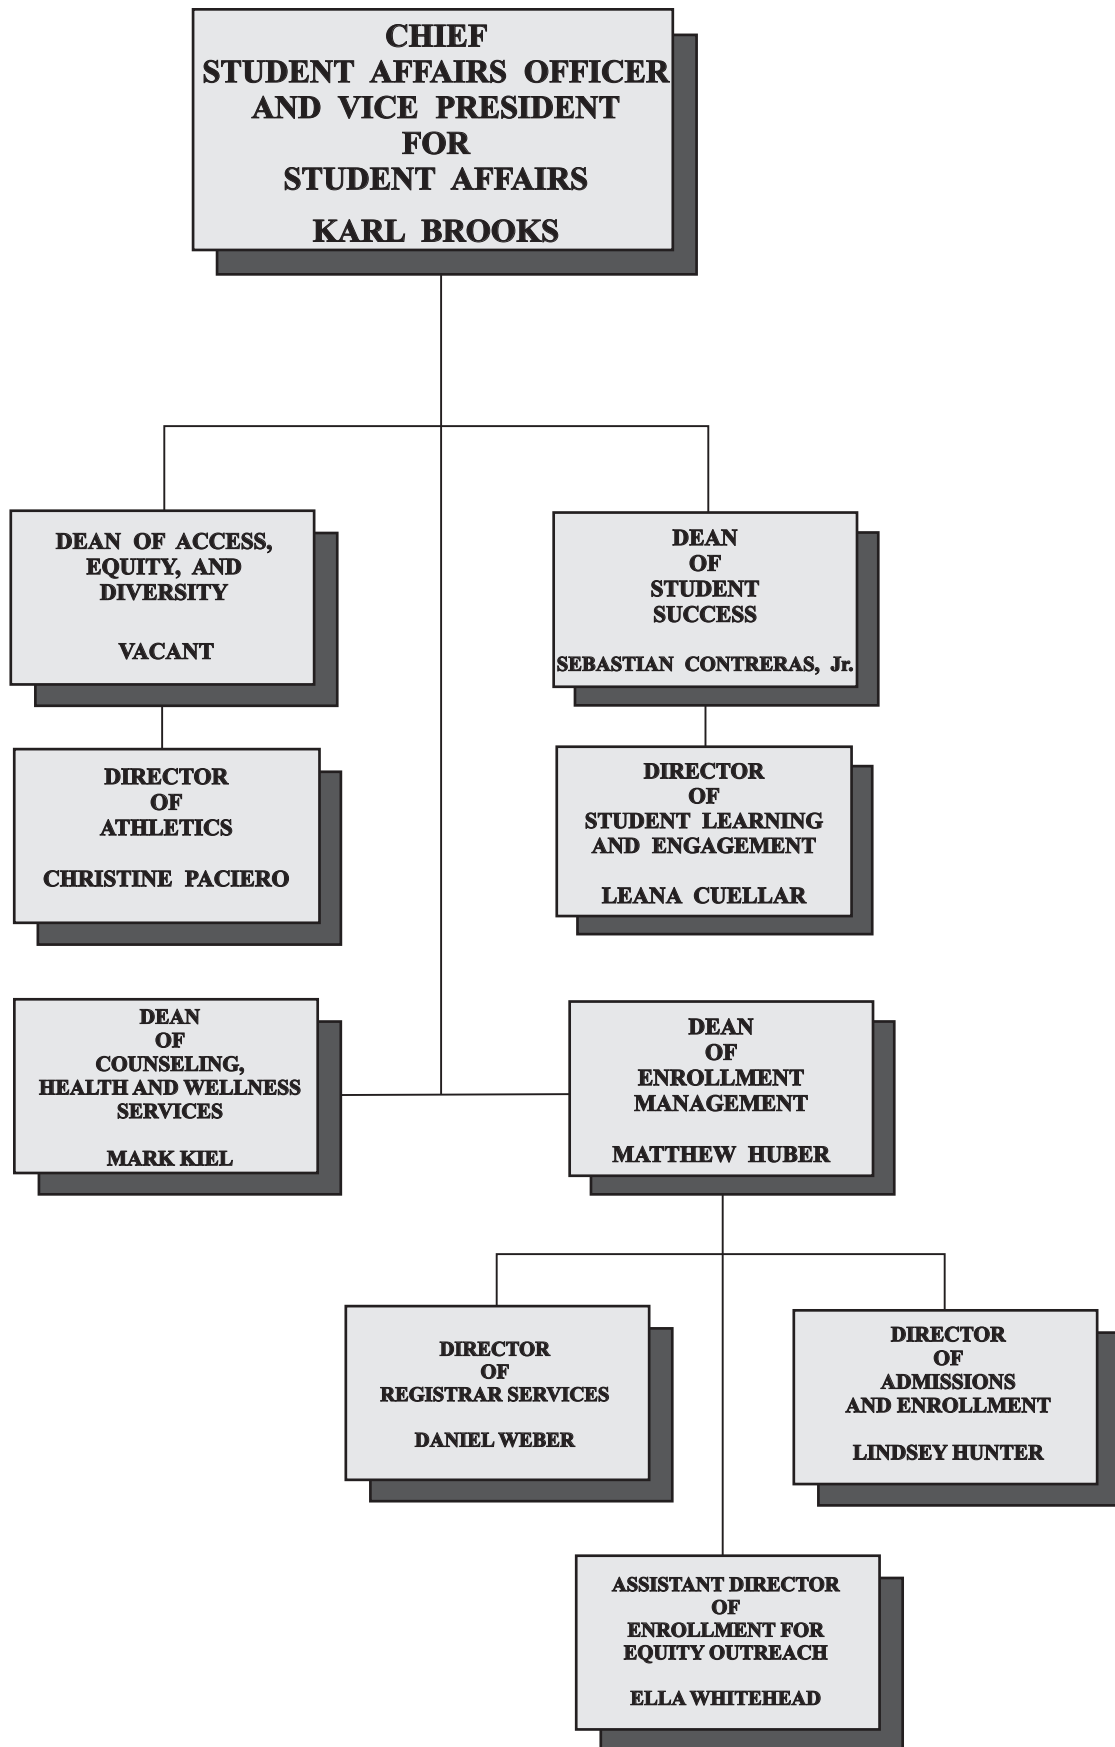 CHIEF
STUDENT AFFAIRS OFFICER
AND VICE PRESIDENT
FOR
STUDENT AFFAIRS
KARL BROOKS
DEAN OF ACCESS,
EQUITY, AND
DIVERSITY
VACANT
DEAN
OF
STUDENT
SUCCESS
SEBASTIAN CONTRERAS, Jr.
DIRECTOR
OF
ATHLETICS
CHRISTINE PACIERO
DIRECTOR
OF
STUDENT LEARNING
AND ENGAGEMENT
LEANA CUELLAR
DEAN
OF
COUNSELING,
HEALTH AND WELLNESS
SERVICES
MARK KIEL
DEAN
OF
ENROLLMENT
MANAGEMENT
MATTHEW HUBER
DIRECTOR
OF
REGISTRAR SERVICES
DANIEL WEBER
DIRECTOR
OF
ADMISSIONS
AND ENROLLMENT
LINDSEY HUNTER
ASSISTANT DIRECTOR
OF
ENROLLMENT FOR
EQUITY OUTREACH
ELLA WHITEHEAD